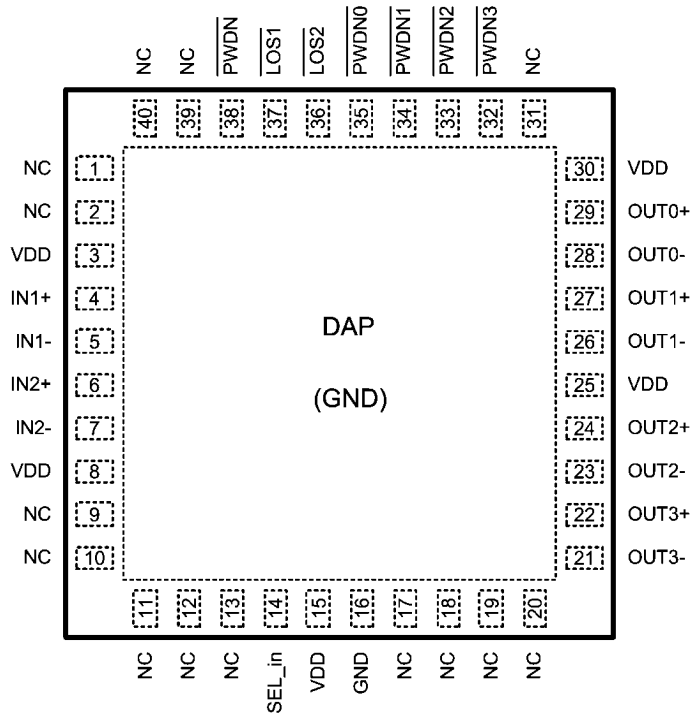 NC NC PWDN LOS1 LOS2 PWDN0 PWDN1 PWDN2 PWDN3 NC
40 39 38 37 36 35 34 33 32 31
NC 1 30 VDD
NC 2 29 OUT0+
VDD 3 28 OUT0-
IN1+ 4 27 OUT1+
IN1- 5 26 OUT1-
DAP
IN2+ 6 25 VDD
(GND)
IN2- 7 24 OUT2+
VDD 8 23 OUT2-
NC 9 22 OUT3+
NC 10 21 OUT3-
11 12 13 14 15 16 17 18 19 20
NC NC NC SEL_in VDD GND NC NC NC NC